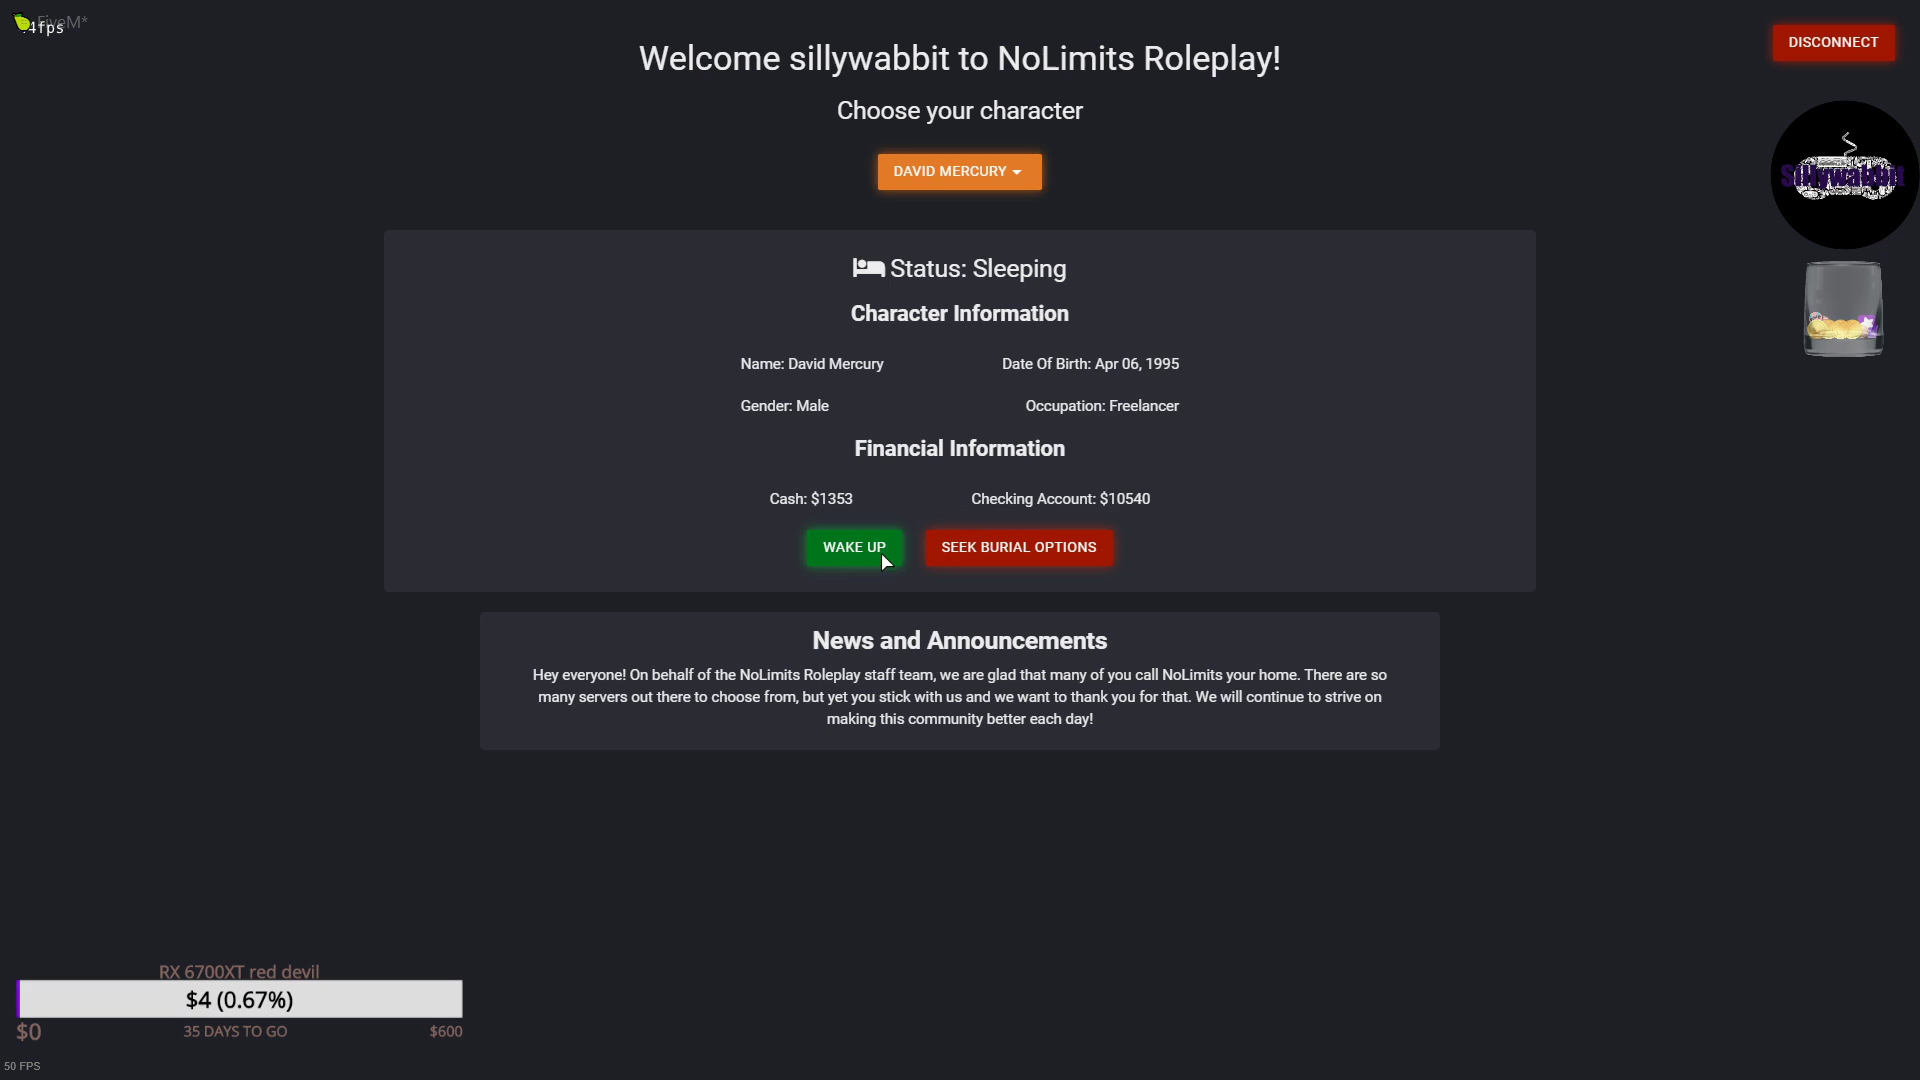 FiveM*
4fps
DISCONNECT
Welcome sillywabbit to NoLimits Roleplay!
Choose your character
DAVID MERCURY
Sillywabbit
Status: Sleeping
Character Information
Name: David Mercury
Date Of Birth: Apr 06, 1995
Gender: Male
Occupation: Freelancer
Financial Information
Cash: $1353
Checking Account: $10540
WAKE UP
SEEK BURIAL OPTIONS
News and Announcements
Hey everyone! On behalf of the NoLimits Roleplay staff team, we are glad that many of you call NoLimits your home. There are so
many servers out there to choose from, but yet you stick with us and we want to thank you for that. We will continue to strive on
making this community better each day!
RX 6700XT red devil
$4 (0.67%)
$0
35 DAYS TO GO
$600
50 FPS